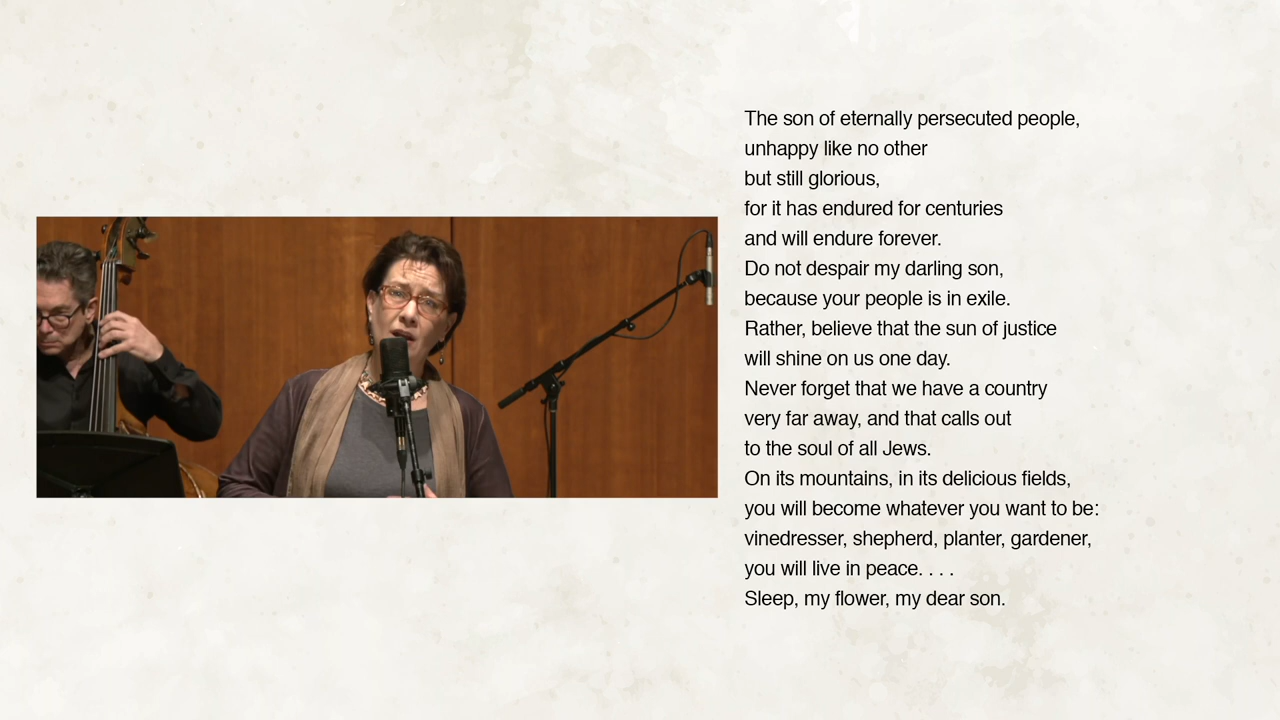 The son of eternally persecuted people,
unhappy like no other
but still glorious,
for it has endured for centuries
and will endure forever.
Do not despair my darling son,
because your people is in exile.
Rather, believe that the sun of justice
will shine on us one day.
Never forget that we have a country
very far away, and that calls out
to the soul of all Jews.
On its mountains, in its delicious fields,
you will become whatever you want to be:
vinedresser, shepherd, planter, gardener,
you will live in peace. . . .
Sleep, my flower, my dear son.